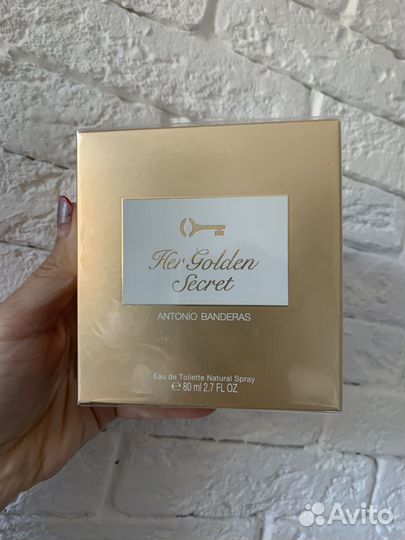 Her Golden
Secret
ANTONIO BANDERAS
Eau de Toilette Natural Spray
℮ 80 ml 2.7 FL OZ
Avito